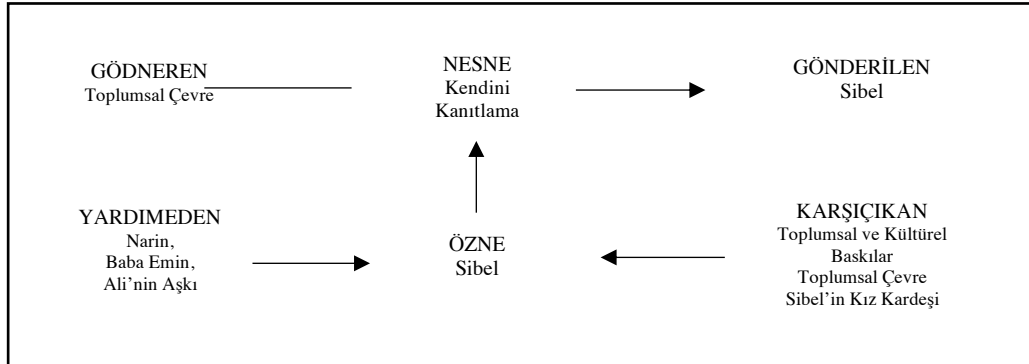 GÖDNEREN
Toplumsal Çevre
NESNE
Kendini
Kanıtlama
GÖNDERİLEN
Sibel
YARDIMEDEN
Narin,
Baba Emin,
Ali’nin Aşkı
ÖZNE
Sibel
KARŞIÇIKAN
Toplumsal ve Kültürel
Baskılar
Toplumsal Çevre
Sibel’in Kız Kardeşi